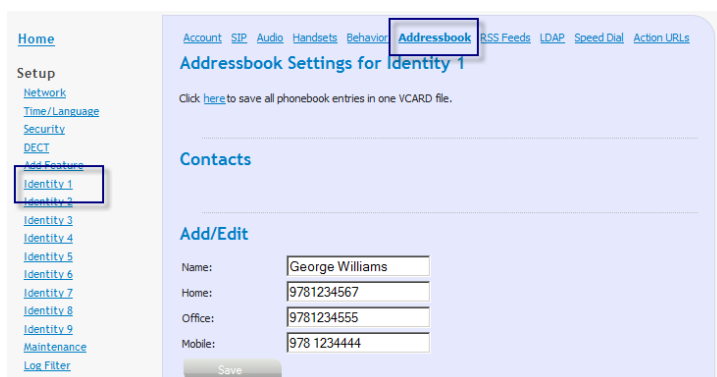 Home
Setup
Network
Time/Language
Security
DECT
Add Feature
Identity 1
Identity 2
Identity 3
Identity 4
Identity 5
Identity 6
Identity 7
Identity 8
Identity 9
Maintenance
Log Filter
Account SIP Audio Handsets Behavior Addressbook RSS Feeds LDAP Speed Dial Action URLs
Addressbook Settings for Identity 1
Click here to save all phonebook entries in one VCARD file.
Contacts
Add/Edit
Name: George Williams
Home: 9781234567
Office: 9781234555
Mobile: 978 1234444
Save